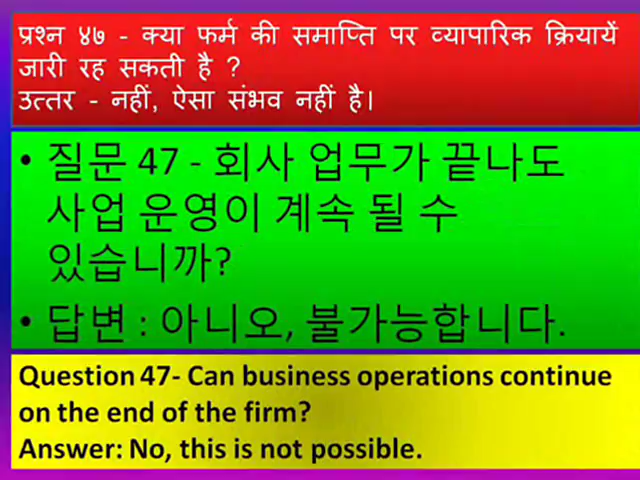 प्रश्न ४७ - क्या फर्म की समाप्ति पर व्यापारिक क्रियायें
जारी रह सकती है ?
उत्तर - नहीं, ऐसा संभव नहीं है।
• 질문 47 - 회사 업무가 끝나도
사업 운영이 계속 될 수
있습니까?
• 답변 : 아니오, 불가능합니다.
Question 47- Can business operations continue
on the end of the firm?
Answer: No, this is not possible.